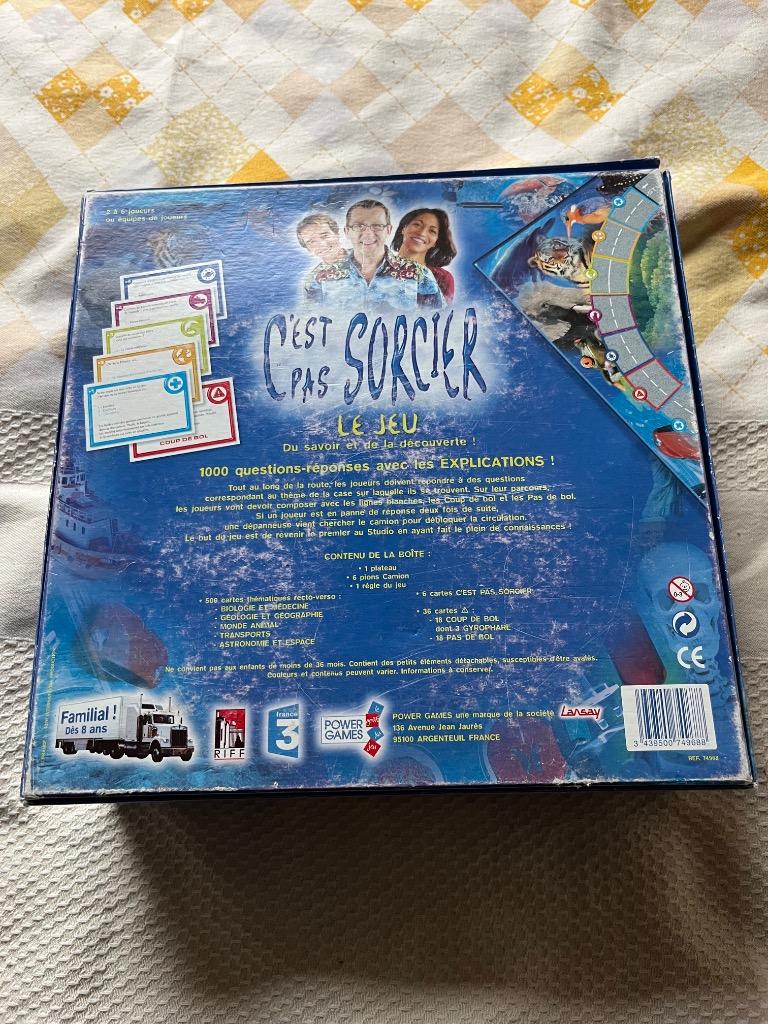 2 à 6 joueurs
ou équipes de joueurs
C'EST
PAS SORCIER
LE JEU
Du savoir et de la découverte !
COUP DE BOL
1000 questions-réponses avec les EXPLICATIONS !
Tout au long de la route, les joueurs doivent répondre à des questions
correspondant au thème de la case sur laquelle ils se trouvent. Sur leur parcours,
les joueurs vont devoir composer avec les lignes blanches, les Coup de bol et les Pas de bol.
Si un joueur est en panne de réponse deux fois de suite,
une dépanneuse vient chercher le camion pour débloquer la circulation.
Le but du jeu est de revenir le premier au Studio en ayant fait le plein de connaissances !
CONTENU DE LA BOÎTE :
• 1 plateau
• 6 pions Camion
• 1 règle du jeu
• 500 cartes thématiques recto-verso :
- BIOLOGIE ET MÉDECINE
- GÉOLOGIE ET GÉOGRAPHIE
- MONDE ANIMAL
- TRANSPORTS
- ASTRONOMIE ET ESPACE
• 6 cartes C'EST PAS SORCIER
• 36 cartes ⚠ :
- 18 COUP DE BOL
dont 3 GYROPHARE
- 18 PAS DE BOL
Ne convient pas aux enfants de moins de 36 mois. Contient des petits éléments détachables, susceptibles d'être avalés.
Couleurs et contenus peuvent varier. Informations à conserver.
0-3
CE
Familial !
Dès 8 ans
RIFF
france
3
POWER
GAMES
POWER GAMES une marque de la société Lansay
136 Avenue Jean Jaurès
95100 ARGENTEUIL FRANCE
3 439500 749688
REF. 74968